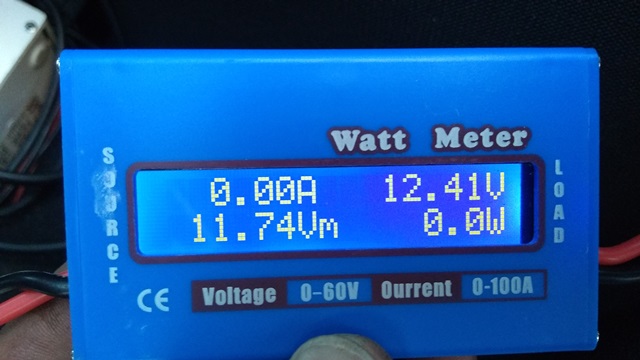 Watt Meter
SOURCE
0.00A 12.41V
11.74Vm 0.0W
LOAD
CE Voltage 0-60V Ourrent 0-100A